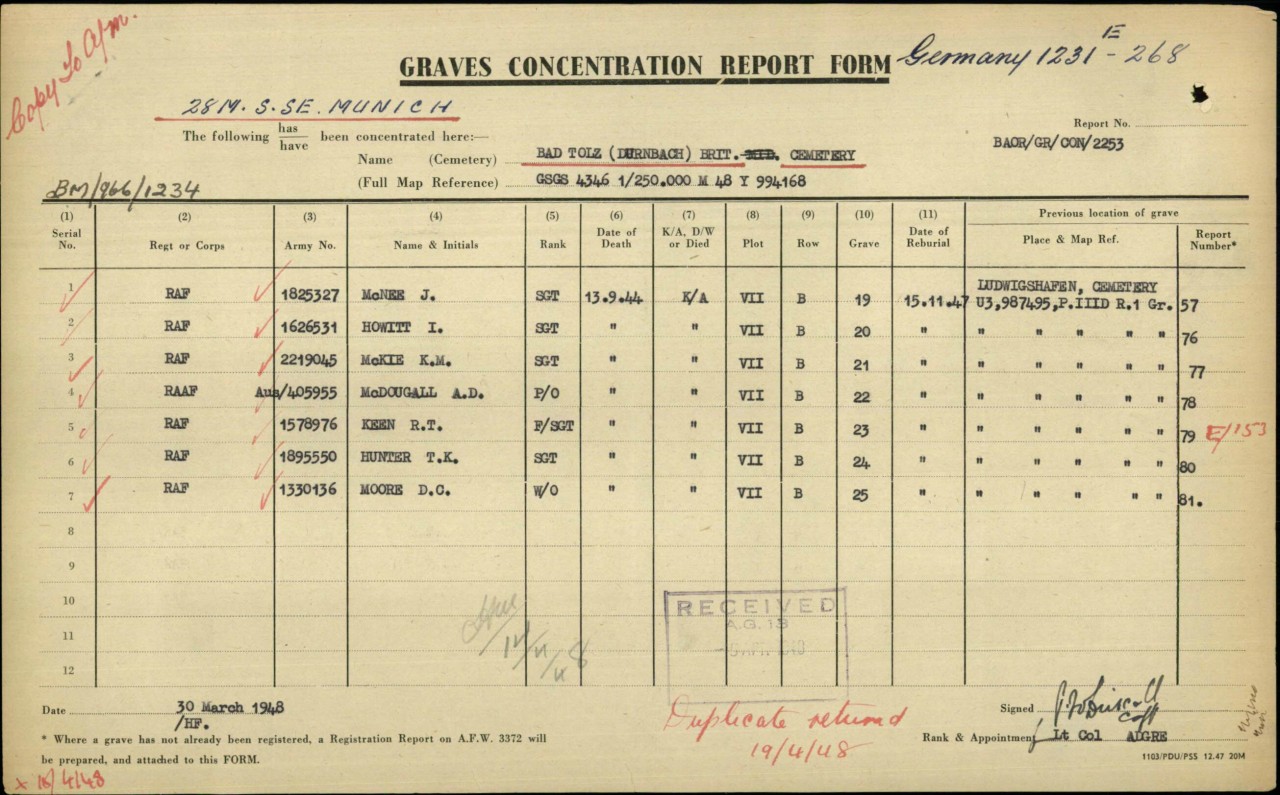 Copy to A/m.
GRAVES CONCENTRATION REPORT FORM
Germany 1231 E - 268
28 M. S.SE. MUNICH
The following has/have been concentrated here:—
Report No.
BAOR/GR/CON/2253
Name (Cemetery) BAD TOLZ (DURNBACH) BRIT. MID. CEMETERY
(Full Map Reference) GSGS 4346 1/250.000 M 48 Y 994168
BM/966/1234
(1) (2) (3) (4) (5) (6) (7) (8) (9) (10) (11) Previous location of grave
Serial No. Regt or Corps Army No. Name & Initials Rank Date of Death K/A, D/W or Died Plot Row Grave Date of Reburial Place & Map Ref. Report Number*
LUDWIGSHAFEN, CEMETERY
1 RAF 1825327 McNEE J. SGT 13.9.44 K/A VII B 19 15.11.47 U3,987495,P.IIID R.1 Gr. 57
2 RAF 1626531 HOWITT I. SGT " " VII B 20 " " " " " " 76
3 RAF 2219045 McKIE K.M. SGT " " VII B 21 " " " " " " 77
4 RAAF Aus/405955 McDOUGALL A.D. P/O " " VII B 22 " " " " " " 78
5 RAF 1578976 KEEN R.T. F/SGT " " VII B 23 " " " " " " 79 E/153
6 RAF 1895550 HUNTER T.K. SGT " " VII B 24 " " " " " " 80
7 RAF 1330136 MOORE D.C. W/O " " VII B 25 " " " " " " 81.
8
9
10
11
12
RECEIVED
A.G. 13
Date 30 March 1948
/HF.
Duplicate returned
19/4/48
Signed
Rank & Appointment Lt Col ADGRE
* Where a grave has not already been registered, a Registration Report on A.F.W. 3372 will
be prepared, and attached to this FORM.
1103/PDU/PSS 12.47 20M
x 16/4/48